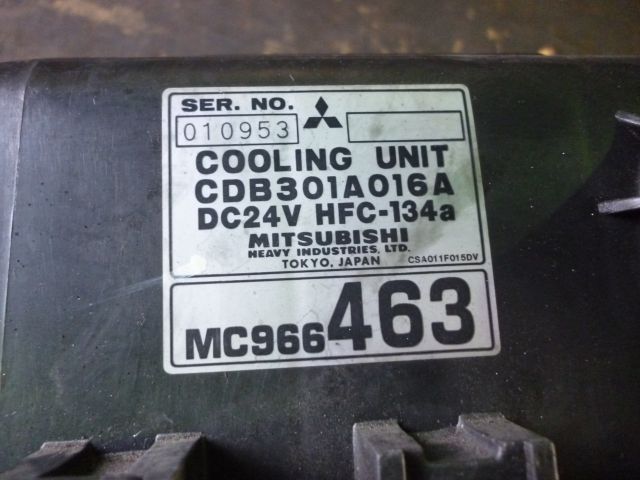 SER. NO.
010953
COOLING UNIT
CDB301A016A
DC24V HFC-134a
MITSUBISHI
HEAVY INDUSTRIES, LTD.
TOKYO, JAPAN CSA011F015DV
MC966463